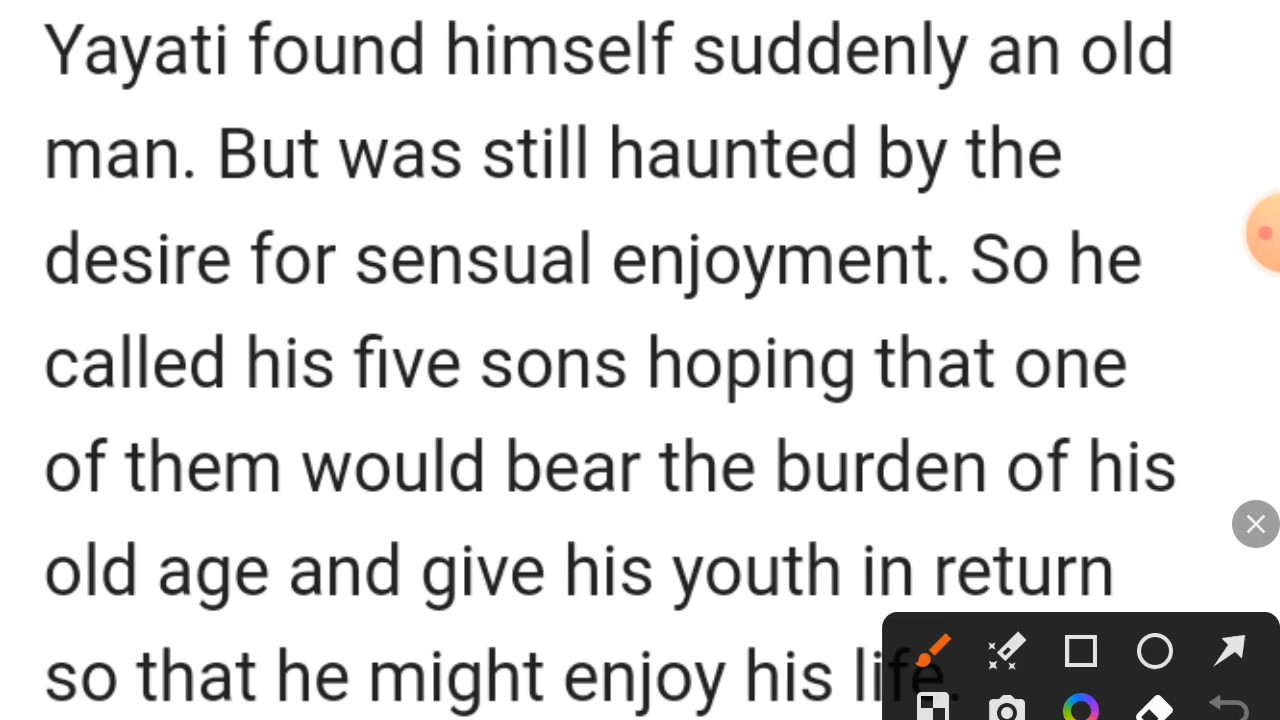 Yayati found himself suddenly an old
man. But was still haunted by the
desire for sensual enjoyment. So he
called his five sons hoping that one
of them would bear the burden of his
old age and give his youth in return
so that he might enjoy his life.